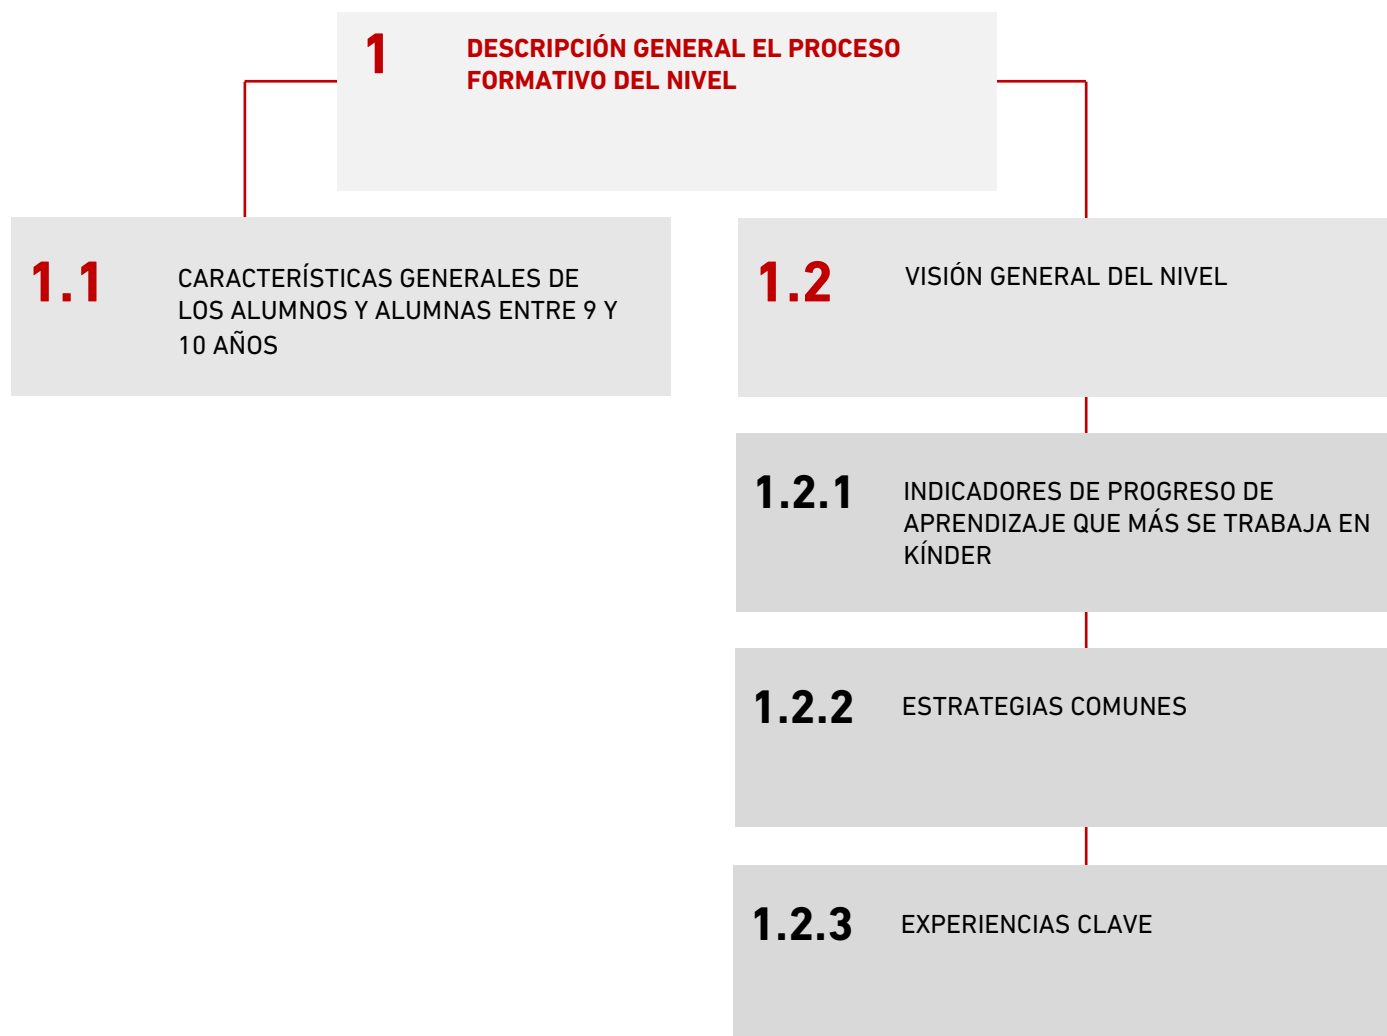 1
DESCRIPCIÓN GENERAL EL PROCESO
FORMATIVO DEL NIVEL
1.1
CARACTERÍSTICAS GENERALES DE
LOS ALUMNOS Y ALUMNAS ENTRE 9 Y
10 AÑOS
1.2
VISIÓN GENERAL DEL NIVEL
1.2.1
INDICADORES DE PROGRESO DE
APRENDIZAJE QUE MÁS SE TRABAJA EN
KÍNDER
1.2.2
ESTRATEGIAS COMUNES
1.2.3
EXPERIENCIAS CLAVE